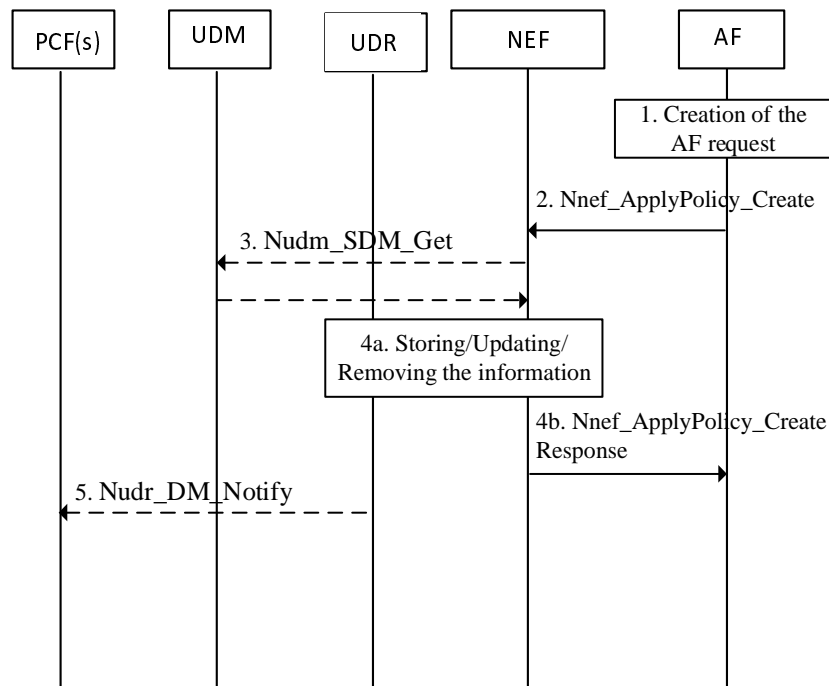 PCF(s)
UDM
UDR
NEF
AF
1. Creation of the
AF request
2. Nnef_ApplyPolicy_Create
3. Nudm_SDM_Get
4a. Storing/Updating/
Removing the information
4b. Nnef_ApplyPolicy_Create
Response
5. Nudr_DM_Notify